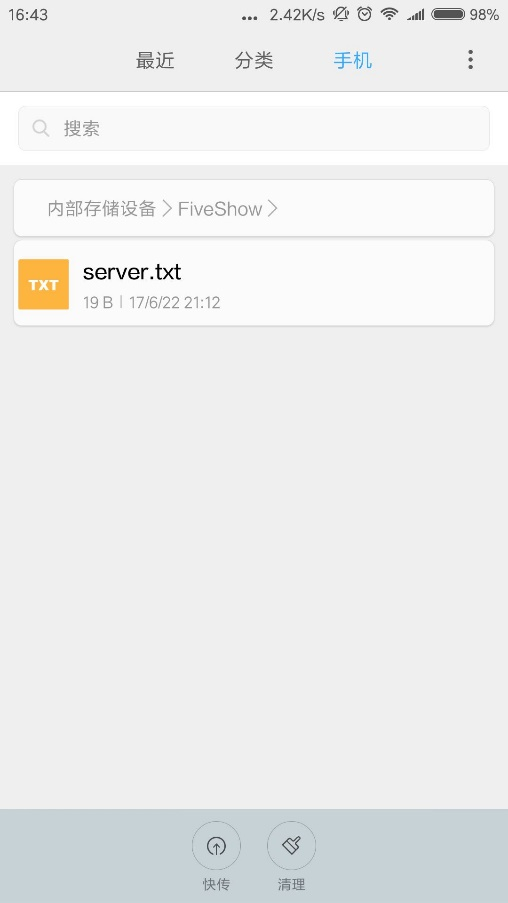 16:43 ... 2.42K/s 98%
最近 分类 手机
搜索
内部存储设备 FiveShow
TXT
server.txt
19 B 17/6/22 21:12
快传 清理